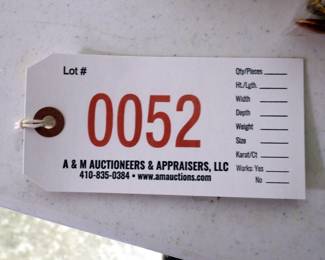 Lot #
0052
A & M AUCTIONEERS & APPRAISERS, LLC
410-835-0384 • www.amauctions.com
Qty/Pieces
Ht./Lgth.
Width
Depth
Weight
Size
Karat/Ct
Works: Yes
No